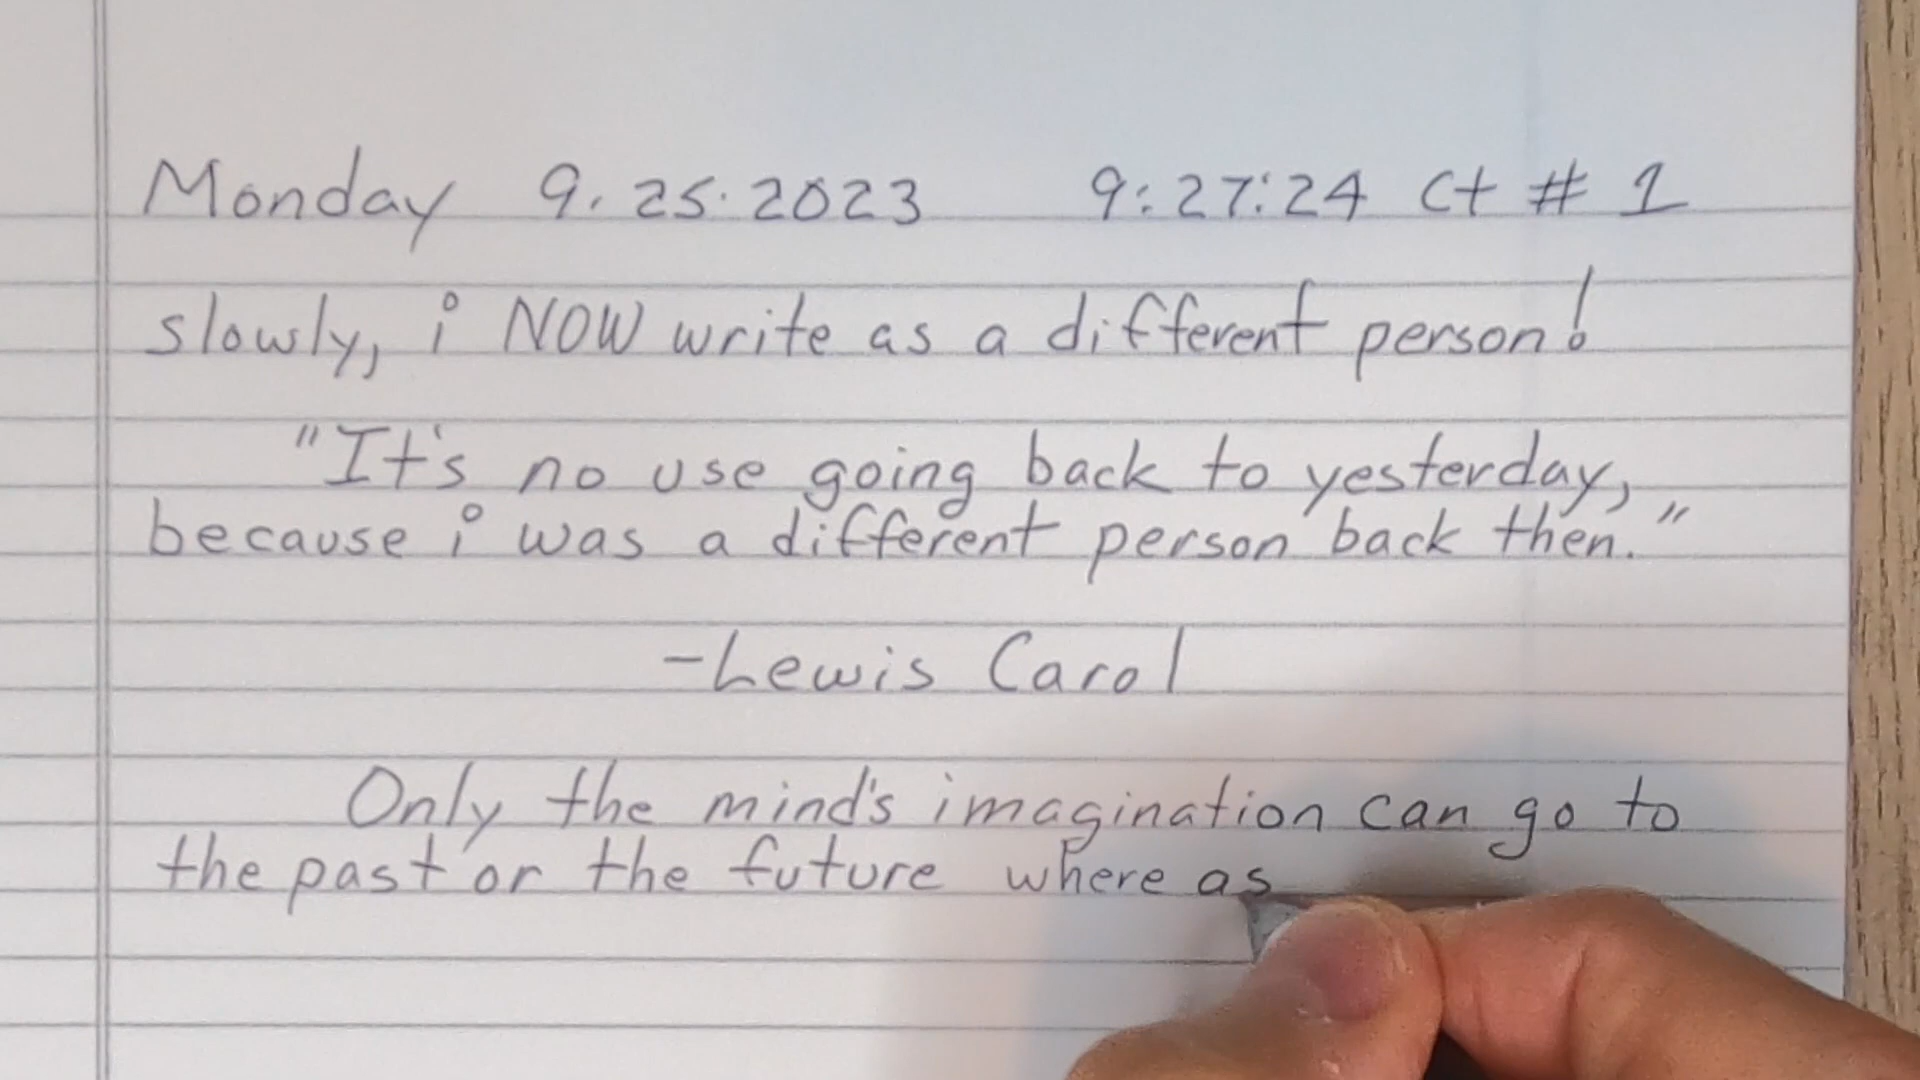 Monday 9.25.2023 9:27:24 Ct # 1
slowly, i NOW write as a different person!
"It's no use going back to yesterday,
because i was a different person back then."
-Lewis Carol
Only the mind's imagination can go to
the past or the future where as